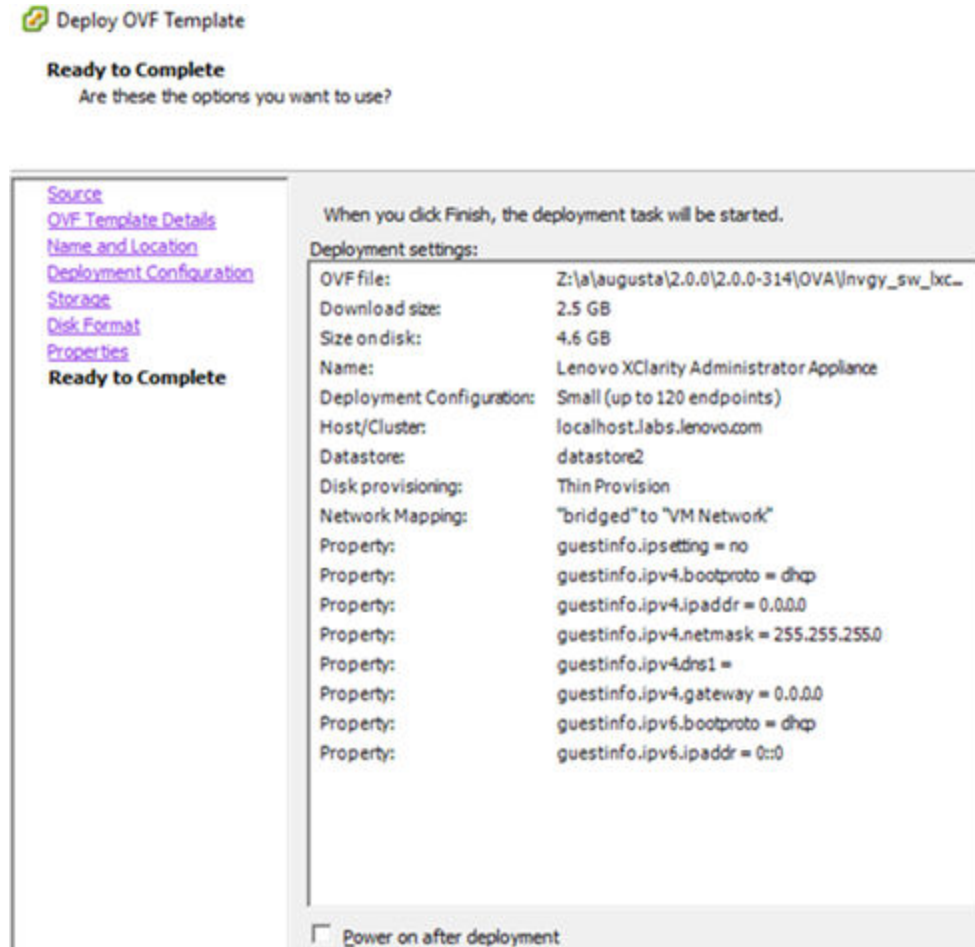 Deploy OVF Template
Ready to Complete
Are these the options you want to use?
Source
OVF Template Details
Name and Location
Deployment Configuration
Storage
Disk Format
Properties
Ready to Complete
When you click Finish, the deployment task will be started.
Deployment settings:
OVF file: Z:\a\augusta\2.0.0\2.0.0-314\OVA\lnvgy_sw_lxc...
Download size: 2.5 GB
Size on disk: 4.6 GB
Name: Lenovo XClarity Administrator Appliance
Deployment Configuration: Small (up to 120 endpoints)
Host/Cluster: localhost.labs.lenovo.com
Datastore: datastore2
Disk provisioning: Thin Provision
Network Mapping: "bridged" to "VM Network"
Property: guestinfo.ipsetting = no
Property: guestinfo.ipv4.bootproto = dhcp
Property: guestinfo.ipv4.ipaddr = 0.0.0.0
Property: guestinfo.ipv4.netmask = 255.255.255.0
Property: guestinfo.ipv4.dns1 =
Property: guestinfo.ipv4.gateway = 0.0.0.0
Property: guestinfo.ipv6.bootproto = dhcp
Property: guestinfo.ipv6.ipaddr = 0::0
Power on after deployment